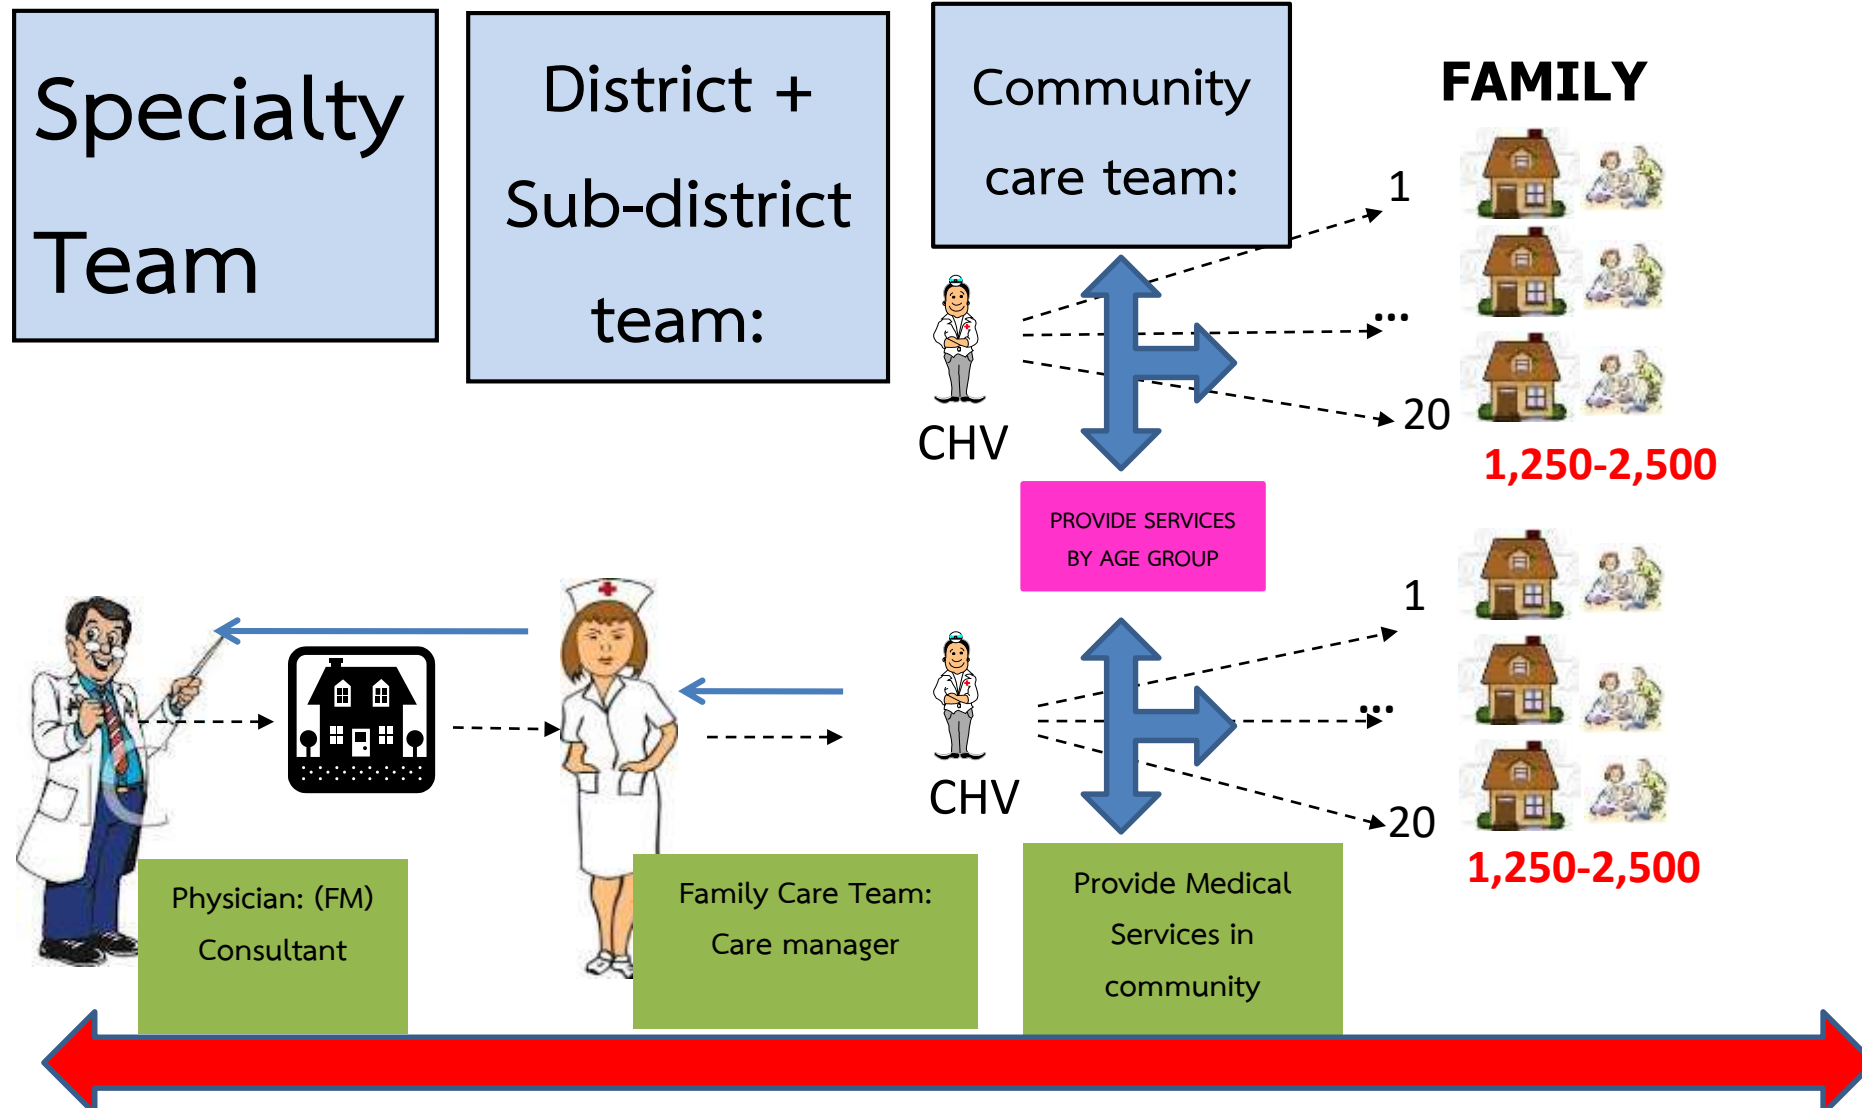 Specialty
Team
District +
Sub-district
team:
Community
care team:
FAMILY
1
...
20
CHV
1,250-2,500
PROVIDE SERVICES
BY AGE GROUP
1
...
20
CHV
1,250-2,500
Physician: (FM)
Consultant
Family Care Team:
Care manager
Provide Medical
Services in
community